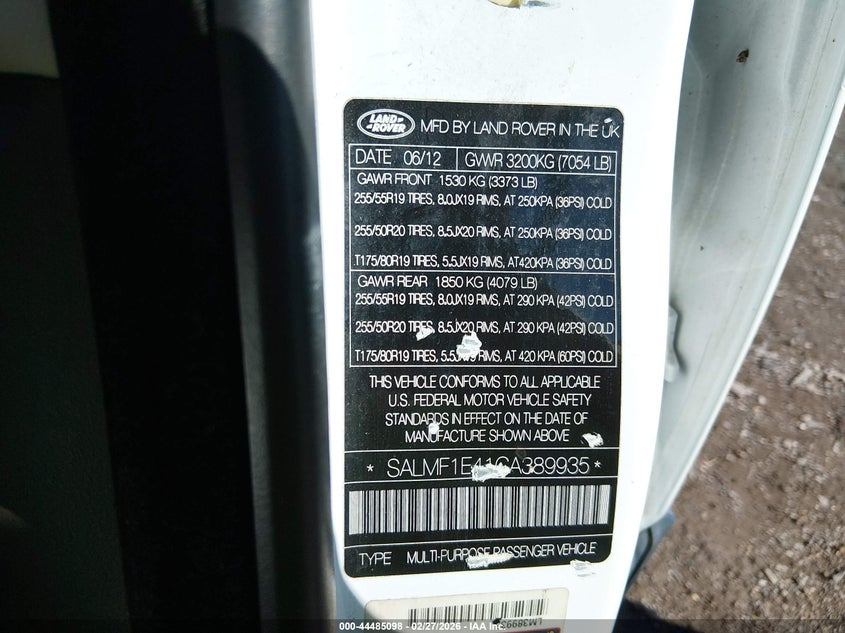 LAND-
ROVER
MFD BY LAND ROVER IN THE UK
DATE 06/12 GWR 3200KG (7054 LB)
GAWR FRONT 1530 KG (3373 LB)
255/55R19 TIRES, 8.0JX19 RIMS, AT 250KPA (36PSI) COLD
255/50R20 TIRES, 8.5JX20 RIMS, AT 250KPA (36PSI) COLD
T175/80R19 TIRES, 5.5JX19 RIMS, AT420KPA (36PSI) COLD
GAWR REAR 1850 KG (4079 LB)
255/55R19 TIRES, 8.0JX19 RIMS, AT 290 KPA (42PSI) COLD
255/50R20 TIRES, 8.5JX20 RIMS, AT 290 KPA (42PSI) COLD
T175/80R19 TIRES, 5.5JX19 RIMS, AT 420 KPA (60PSI) COLD
THIS VEHICLE CONFORMS TO ALL APPLICABLE
U.S. FEDERAL MOTOR VEHICLE SAFETY
STANDARDS IN EFFECT ON THE DATE OF
MANUFACTURE SHOWN ABOVE
* SALMF1E41CA389935 *
TYPE MULTI-PURPOSE PASSENGER VEHICLE
LM38993
000-44485098 - 02/27/2026 - IAA Inc.